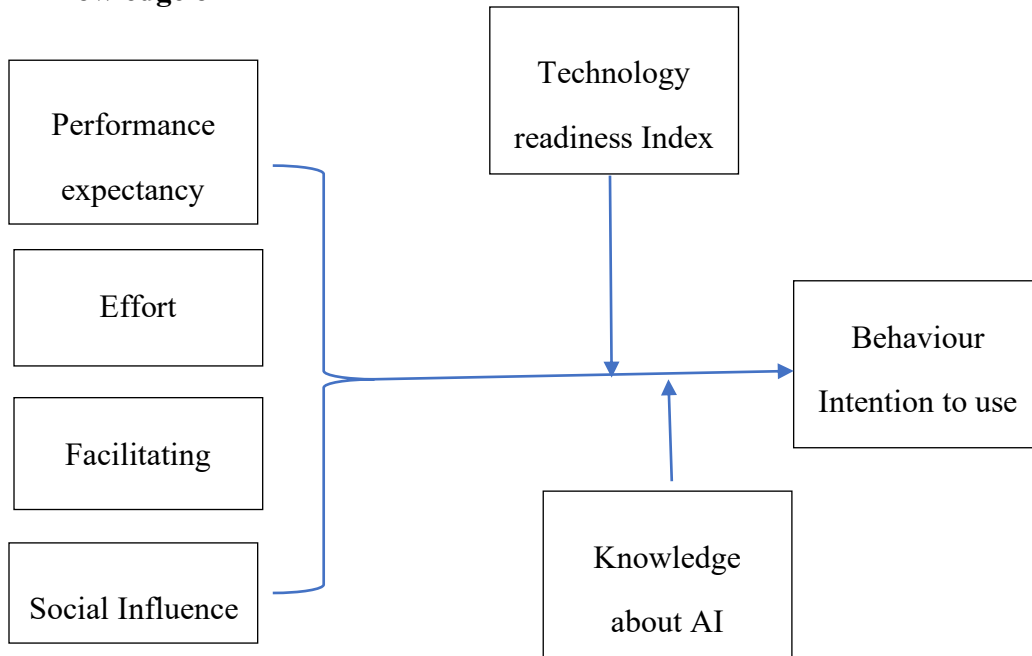 Performance
expectancy
Effort
Facilitating
Social Influence
Technology
readiness Index
Knowledge
about AI
Behaviour
Intention to use